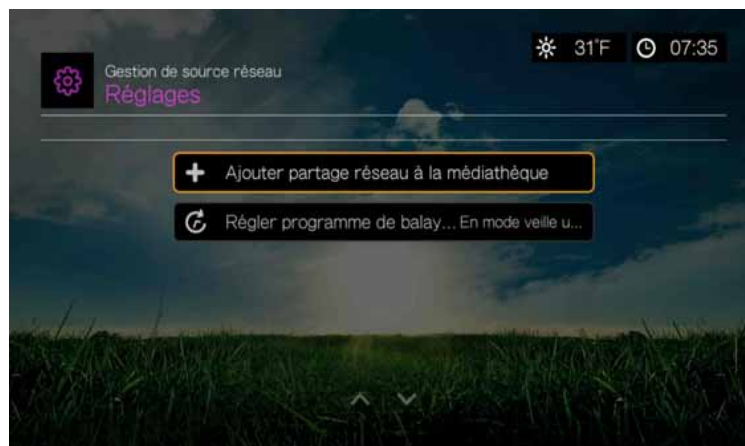 31°F 07:35
Gestion de source réseau
Réglages
Ajouter partage réseau à la médiathèque
Régler programme de balay... En mode veille u...